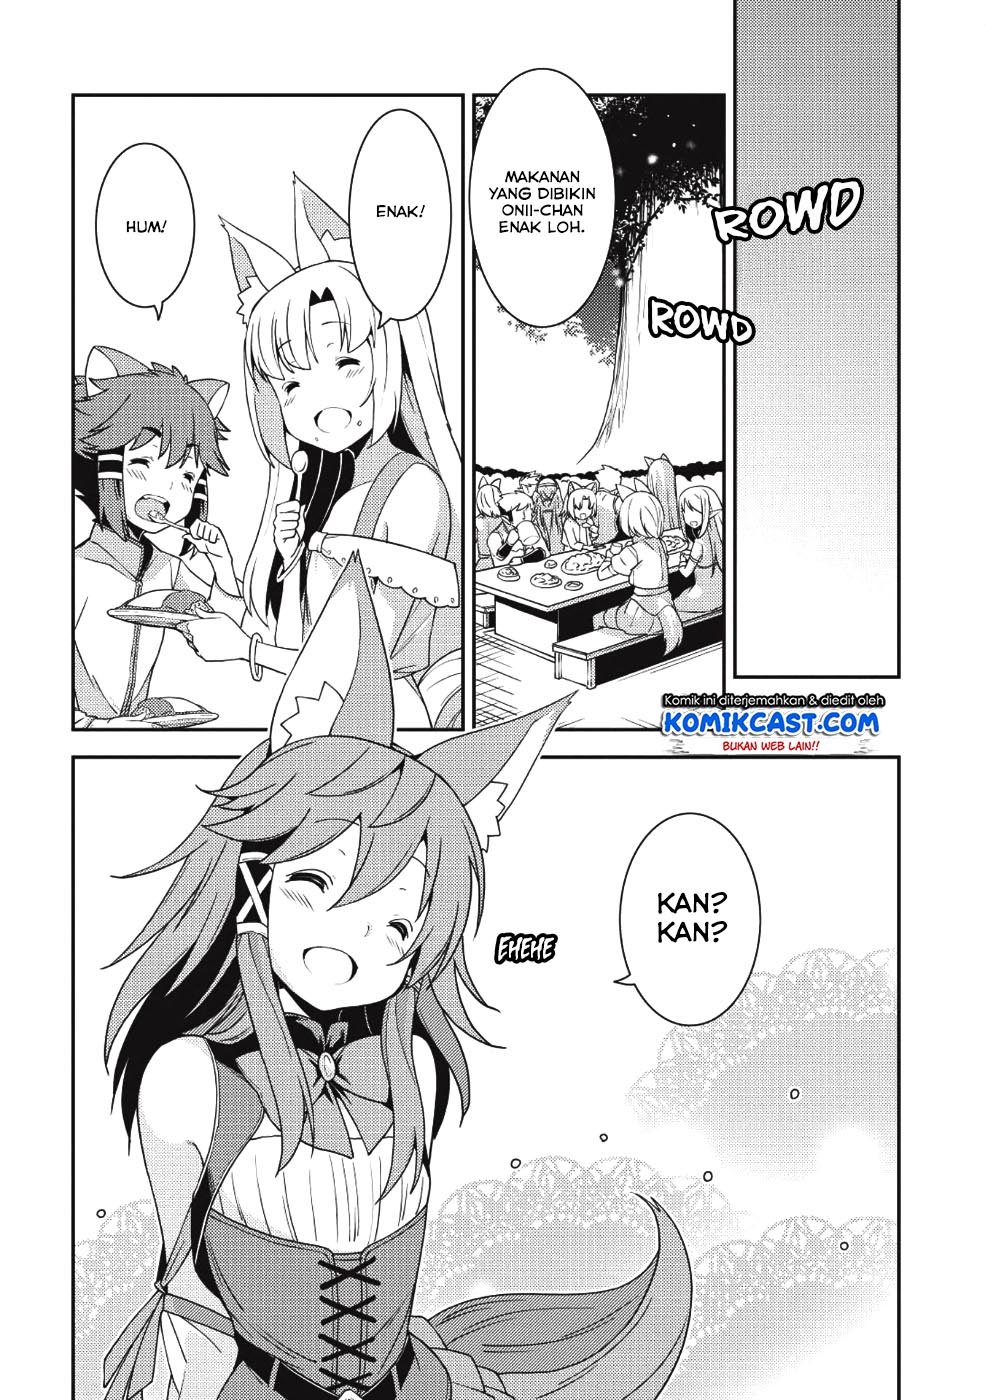 ROWD
ROWD
MAKANAN
YANG DIBIKIN
ONII-CHAN
ENAK LOH.
ENAK!
HUM!
Komik ini diterjemahkan & diedit oleh
KOMIKCAST.COM
BUKAN WEB LAIN!!
KAN?
KAN?
EHEHE